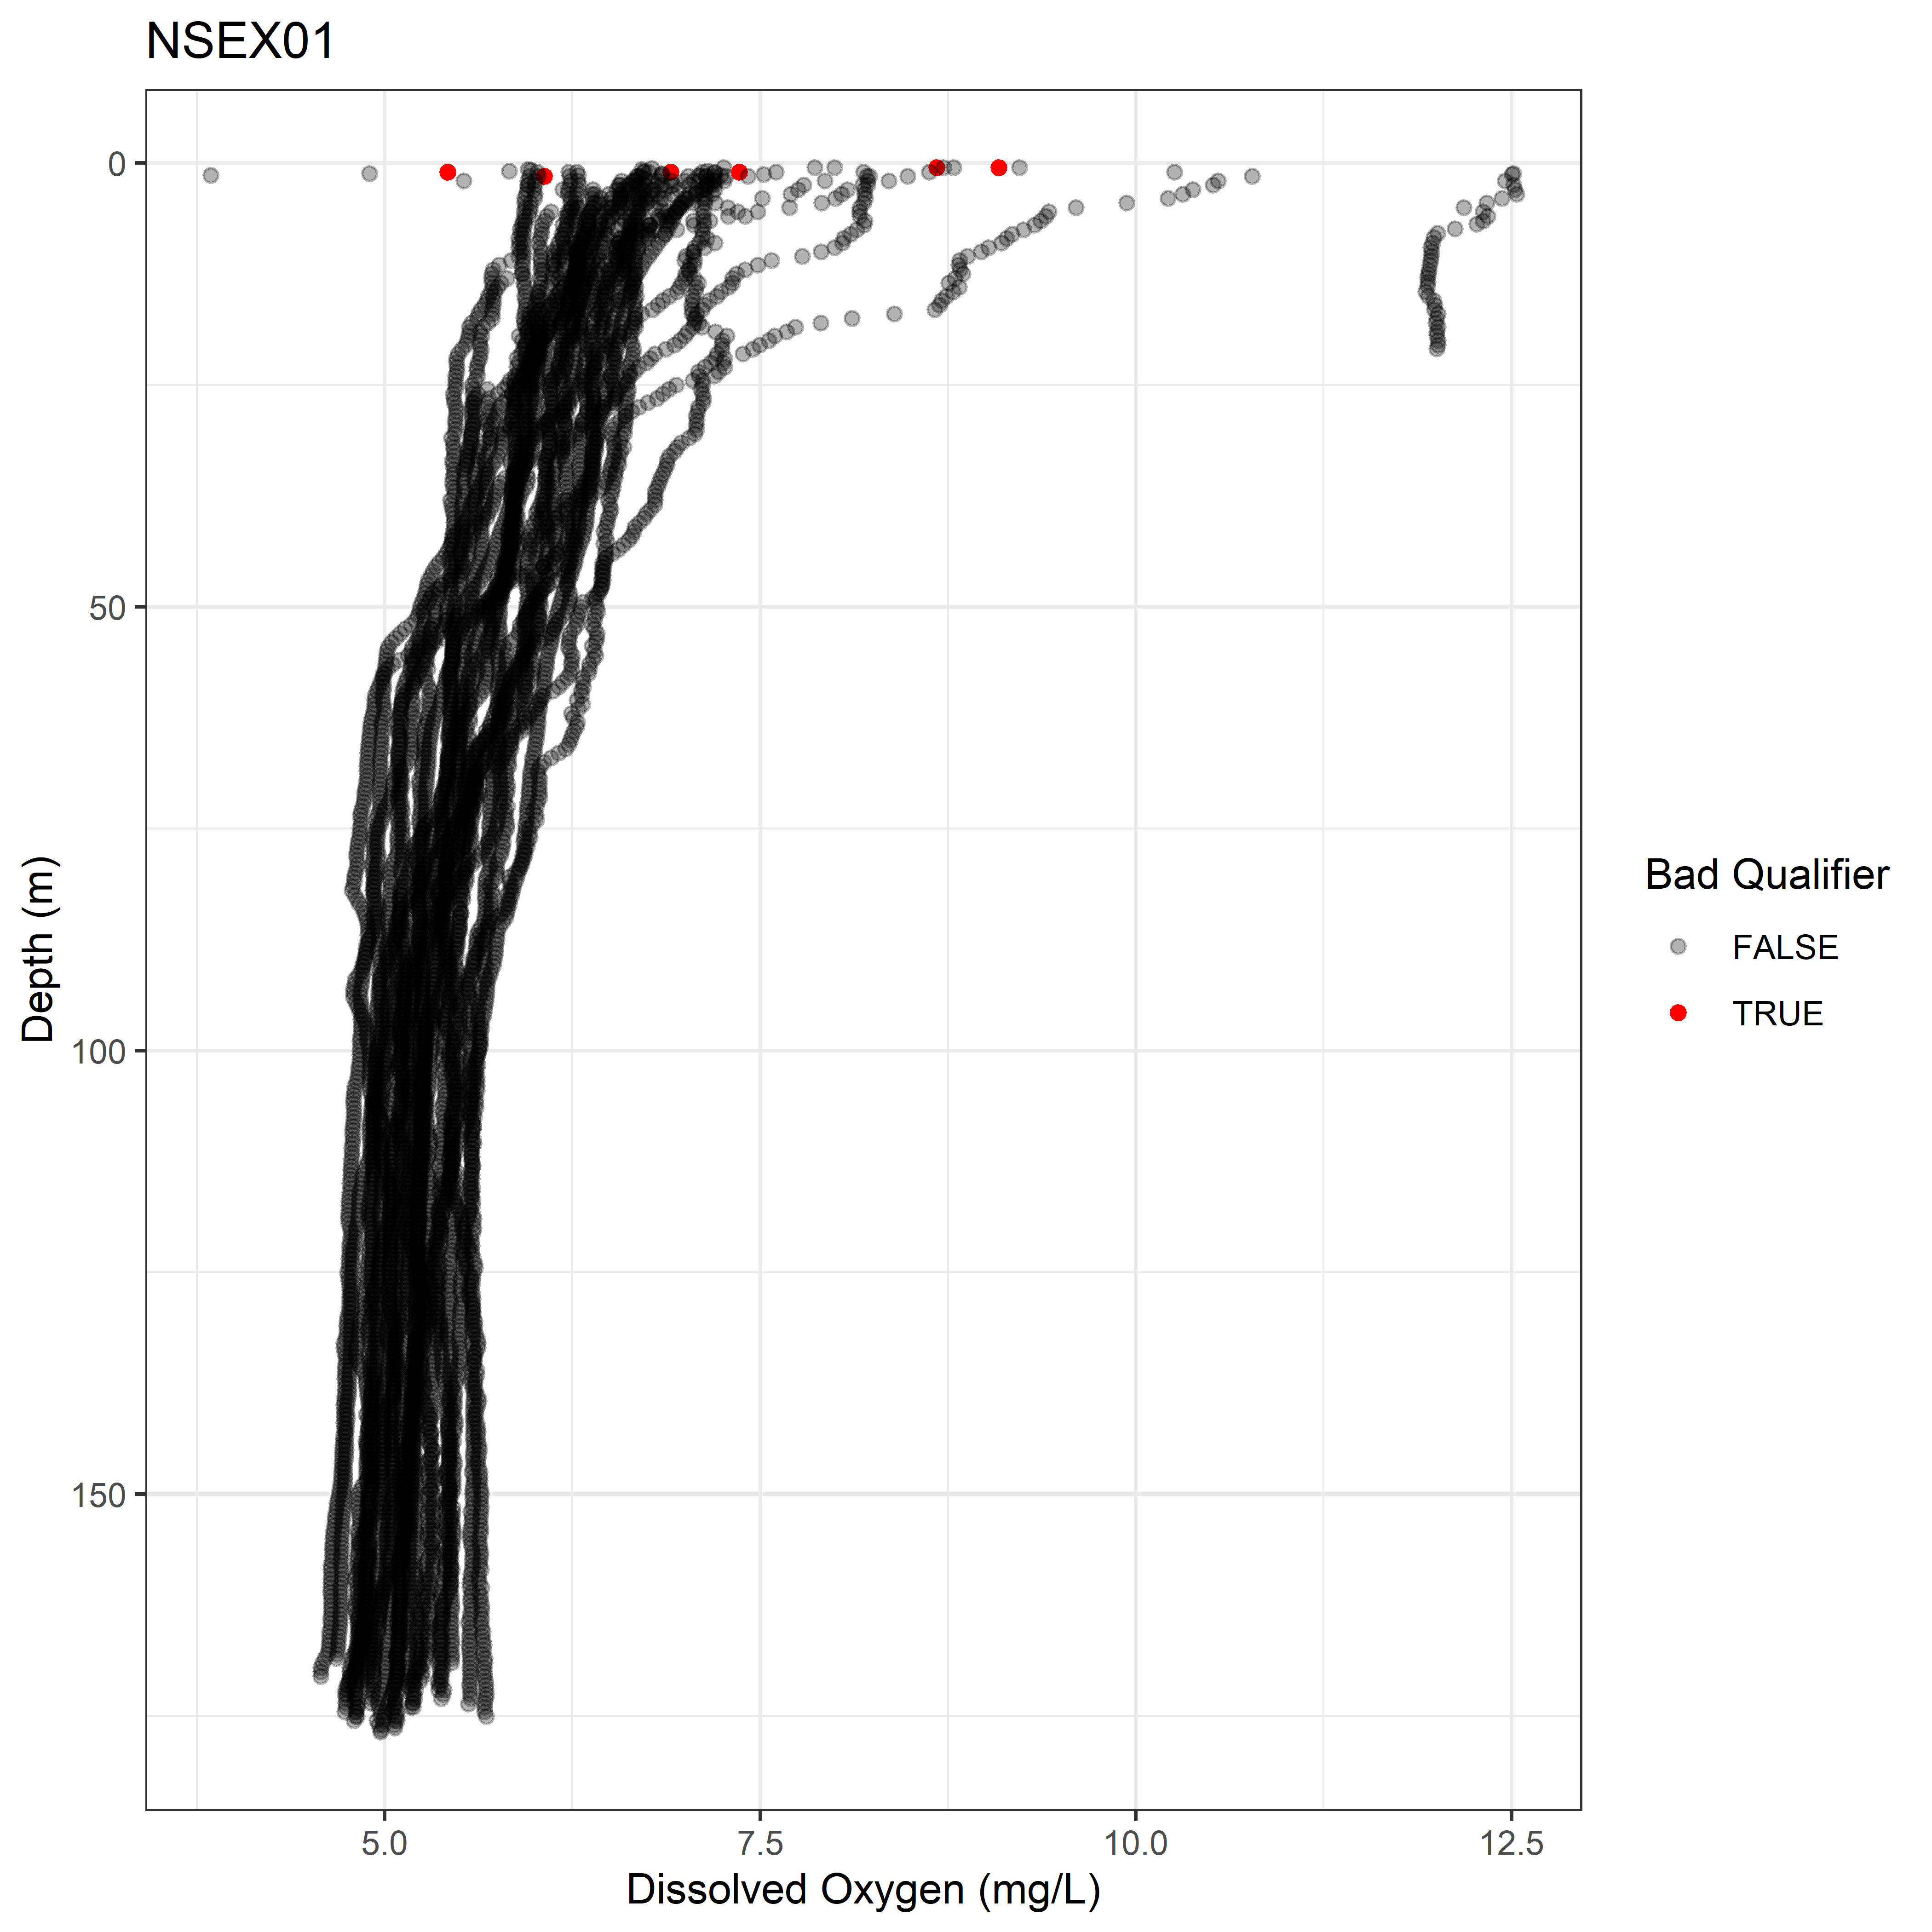 NSEX01
0
50
100
150
Depth (m)
5.0 7.5 10.0 12.5
Dissolved Oxygen (mg/L)
Bad Qualifier
FALSE
TRUE